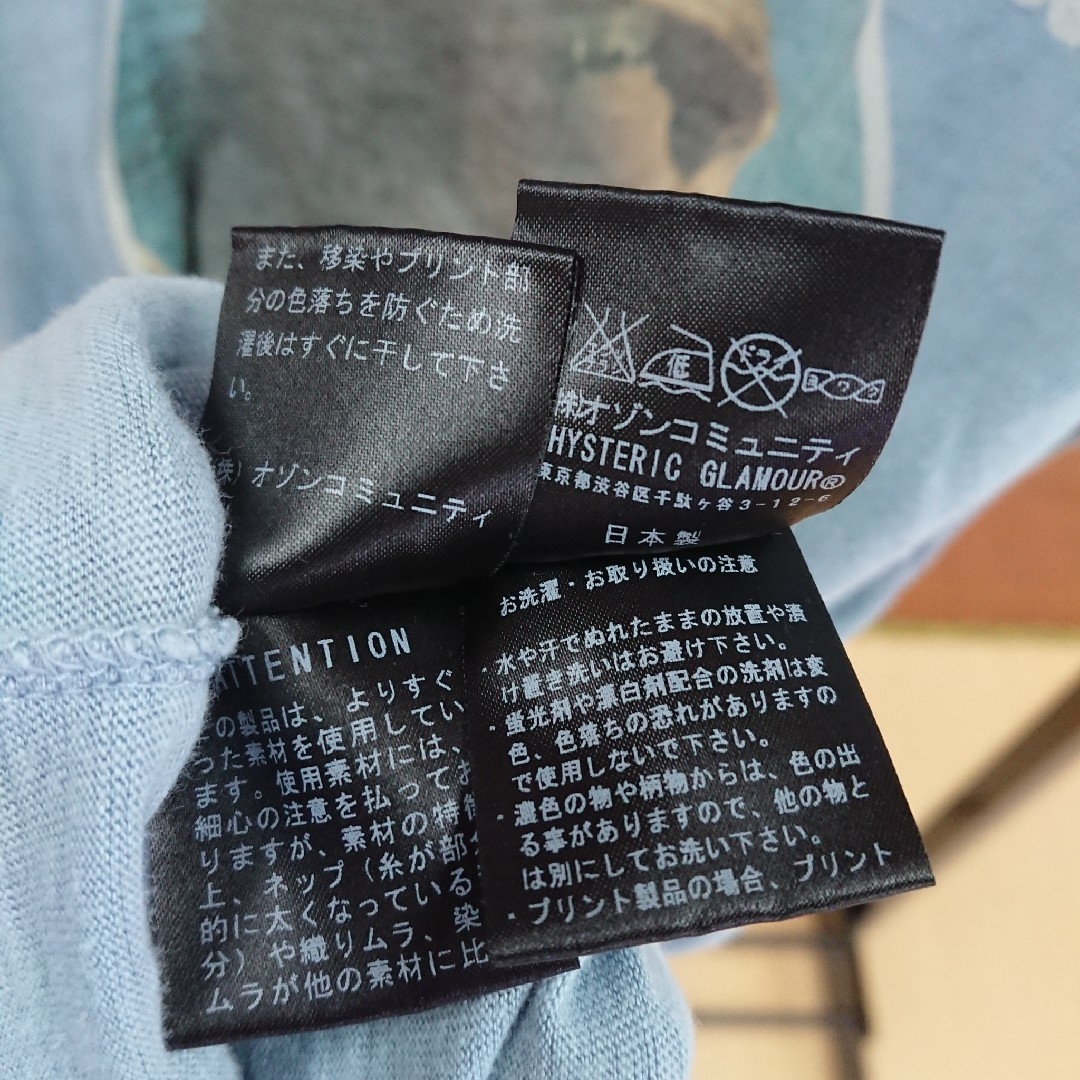 また、移染やプリント部
分の色落ちを防ぐため洗
濯後はすぐに干して下さ
い。
オゾンコミュニティ
低
ドライ
ヨワク
㈱オゾンコミュニティ
HYSTERIC GLAMOUR®
東京都渋谷区千駄ケ谷3-12-6
日本製
ATTENTION
の製品は、よりすぐ
った素材を使用してい
ます。使用素材には、
細心の注意を払ってお
りますが、素材の特
上、ネップ（糸が部
的に太くなっている
分）や織りムラ、染
ムラが他の素材に比
お洗濯・お取り扱いの注意
・水や汗でぬれたままの放置や漬
け置き洗いはお避け下さい。
・蛍光剤や漂白剤配合の洗剤は変
色、色落ちの恐れがありますの
で使用しないで下さい。
・濃色の物や柄物からは、色の出
る事がありますので、他の物と
は別にしてお洗い下さい。
・プリント製品の場合、プリント